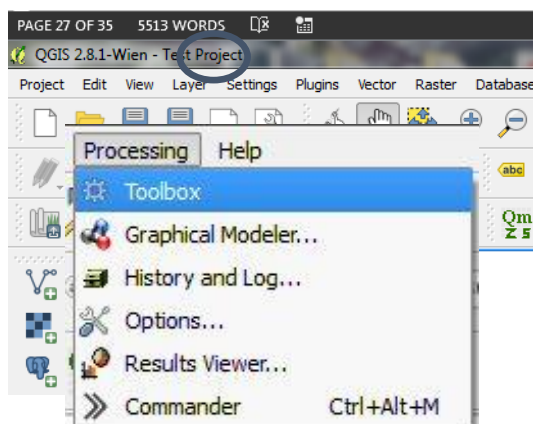 PAGE 27 OF 35 5513 WORDS
QGIS 2.8.1-Wien - Test Project
Project Edit View Layer Settings Plugins Vector Raster Database
Processing Help
abc
Toolbox
Qm
Graphical Modeler...
History and Log...
Options...
Results Viewer...
Commander Ctrl+Alt+M